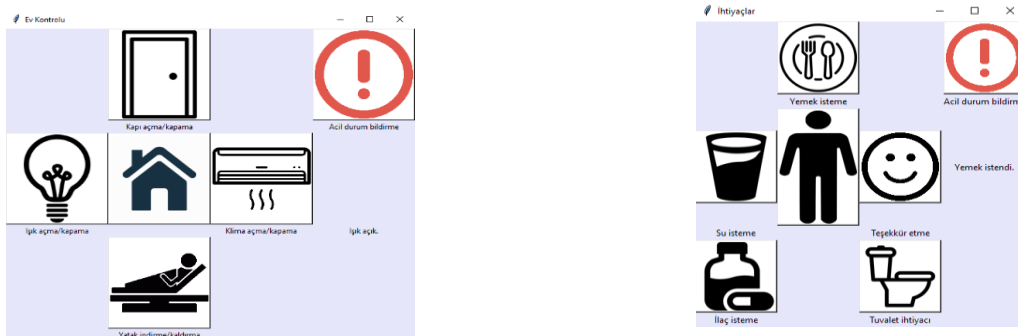 Ev Kontrolu
Kapı açma/kapama
Acil durum bildirme
Işık açma/kapama
Klima açma/kapama
Işık açık.
Yatak indirme/kaldırma
İhtiyaçlar
Yemek isteme
Acil durum bildirm
Yemek istendi.
Su isteme
Teşekkür etme
İlaç isteme
Tuvalet ihtiyacı